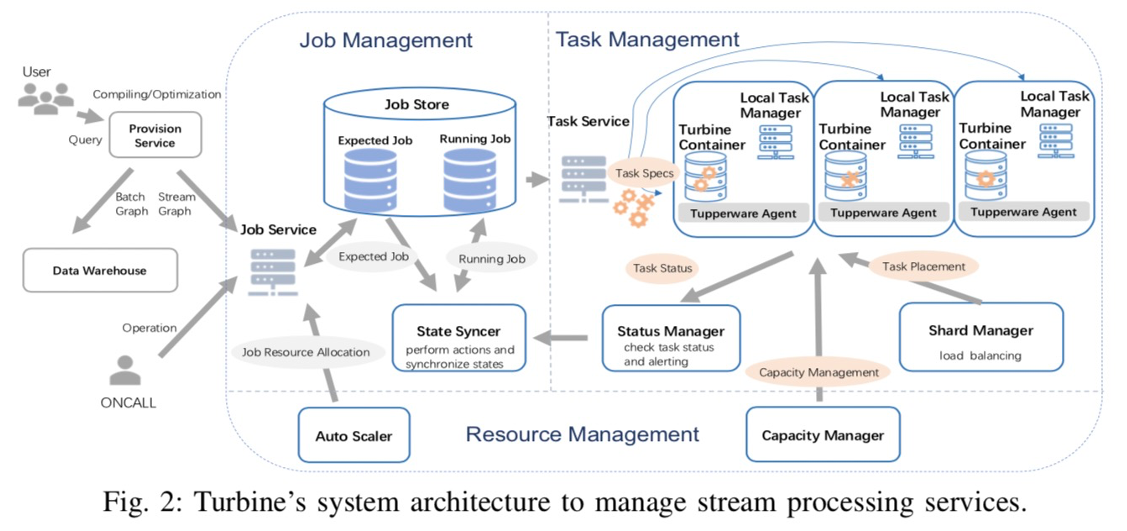 Job Management
Task Management
User
Compiling/Optimization
Query
Provision
Service
Batch
Graph
Stream
Graph
Data Warehouse
Operation
ONCALL
Job Service
Job Store
Expected Job
Running Job
Expected Job
Running Job
Job Resource Allocation
State Syncer
perform actions and
synchronize states
Task Service
Task Specs
Local Task
Manager
Turbine
Container
Tupperware Agent
Local Task
Manager
Turbine
Container
Tupperware Agent
Local Task
Manager
Turbine
Container
Tupperware Agent
Task Status
Task Placement
Status Manager
check task status
and alerting
Shard Manager
load balancing
Capacity Management
Auto Scaler
Resource Management
Capacity Manager
Fig. 2: Turbine's system architecture to manage stream processing services.